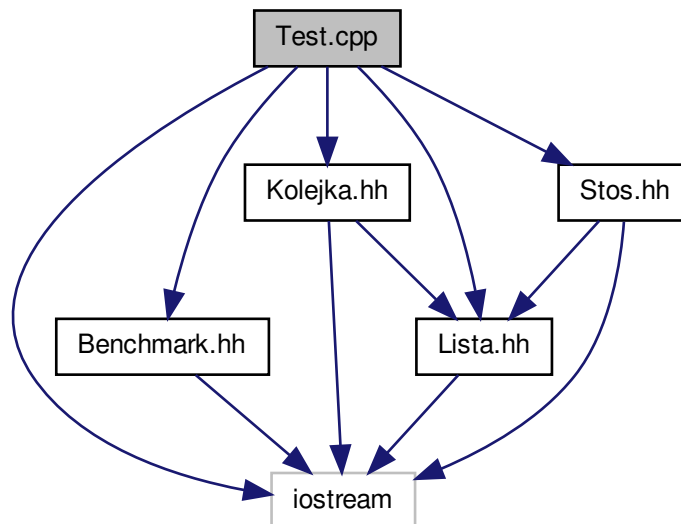 Test.cpp
Kolejka.hh
Stos.hh
Benchmark.hh
Lista.hh
iostream